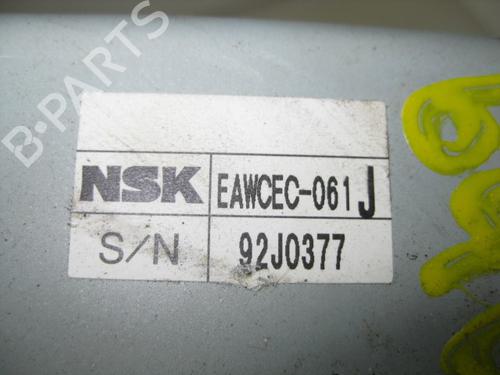 B-PARTS
NSK EAWCEC-061 J
S/N 92J0377